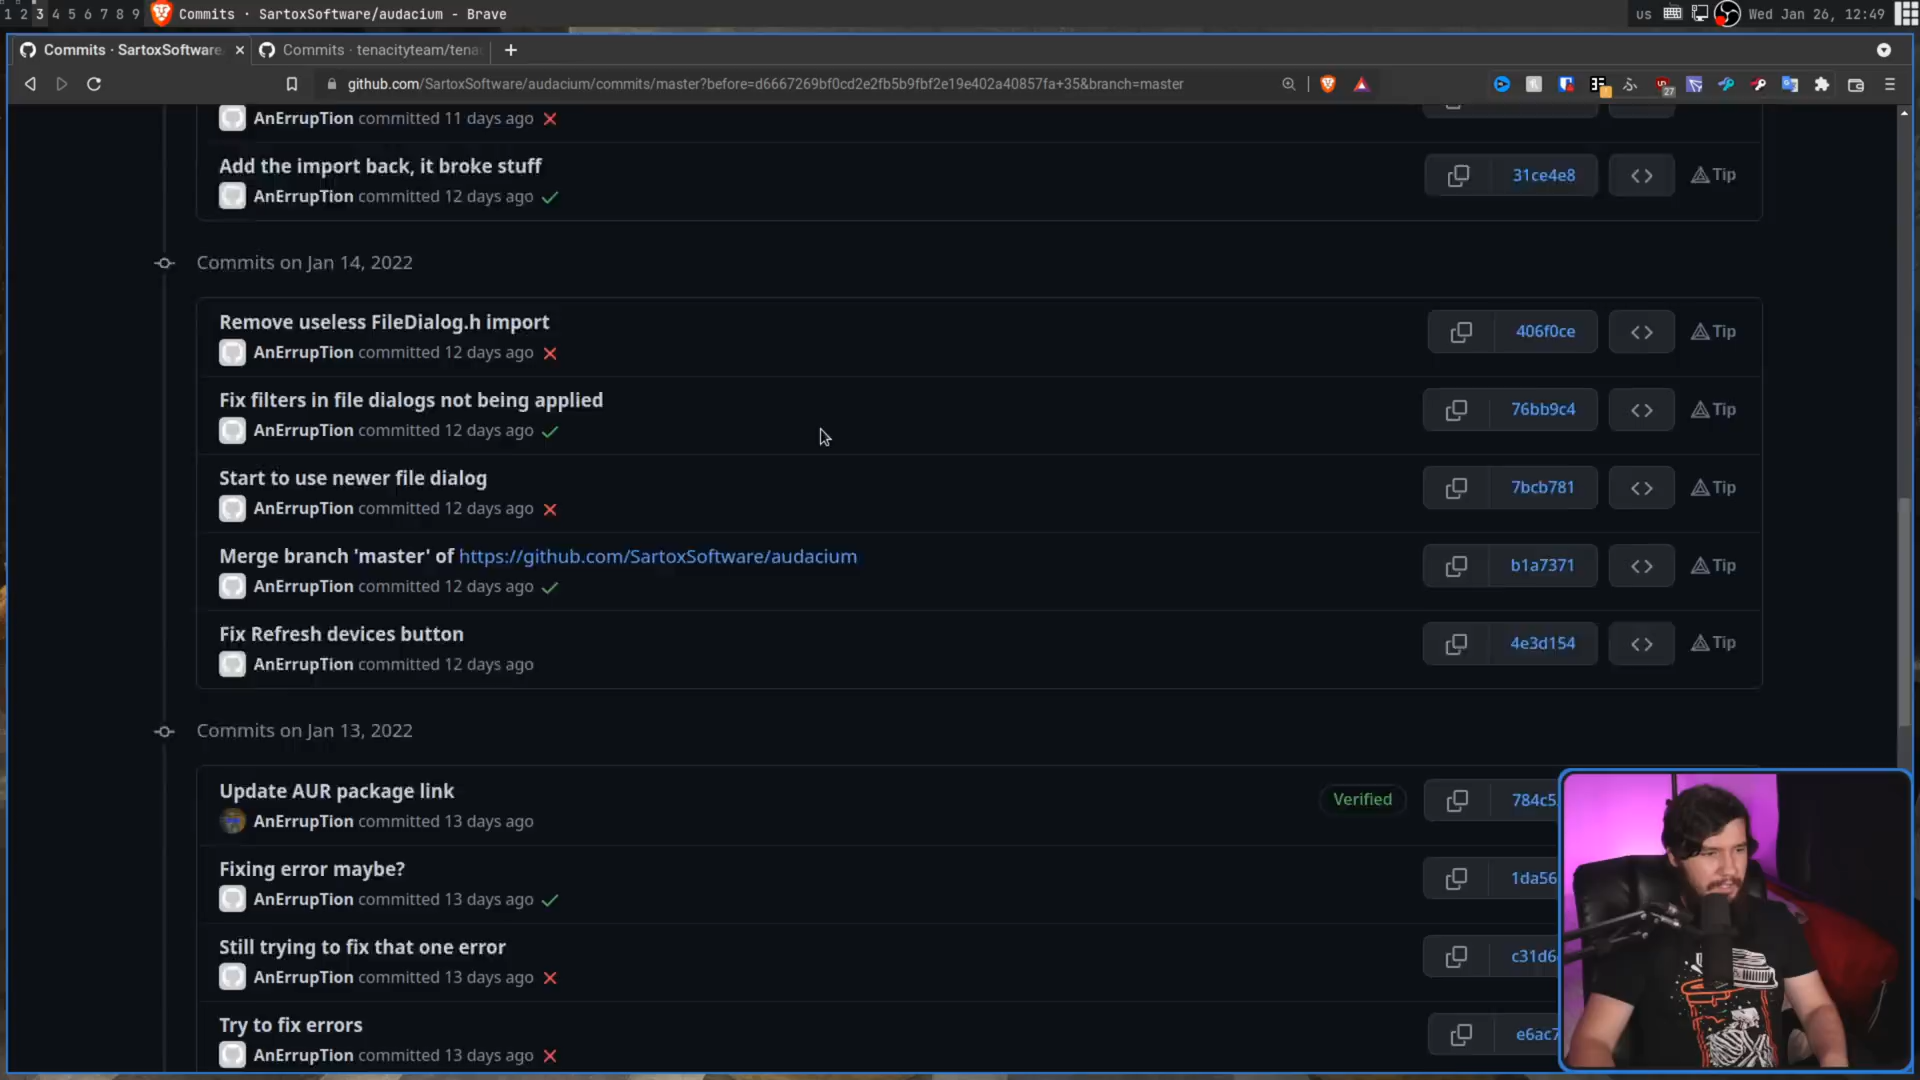 1 2 3 4 5 6 7 8 9 Commits · SartoxSoftware/audacium - Brave us Wed Jan 26, 12:49
Commits · SartoxSoftware Commits · tenacityteam/tena
github.com/SartoxSoftware/audacium/commits/master?before=d6667269bf0cd2e2fb5b9fbf2e19e402a40857fa+35&branch=master 27
AnErrupTion committed 11 days ago
Add the import back, it broke stuff
AnErrupTion committed 12 days ago
31ce4e8 Tip
Commits on Jan 14, 2022
Remove useless FileDialog.h import
AnErrupTion committed 12 days ago
406f0ce Tip
Fix filters in file dialogs not being applied
AnErrupTion committed 12 days ago
76bb9c4 Tip
Start to use newer file dialog
AnErrupTion committed 12 days ago
7bcb781 Tip
Merge branch 'master' of https://github.com/SartoxSoftware/audacium
AnErrupTion committed 12 days ago
b1a7371 Tip
Fix Refresh devices button
AnErrupTion committed 12 days ago
4e3d154 Tip
Commits on Jan 13, 2022
Update AUR package link
AnErrupTion committed 13 days ago
Verified 784c5
Fixing error maybe?
AnErrupTion committed 13 days ago
1da56
Still trying to fix that one error
AnErrupTion committed 13 days ago
c31d6
Try to fix errors
AnErrupTion committed 13 days ago
e6ac7